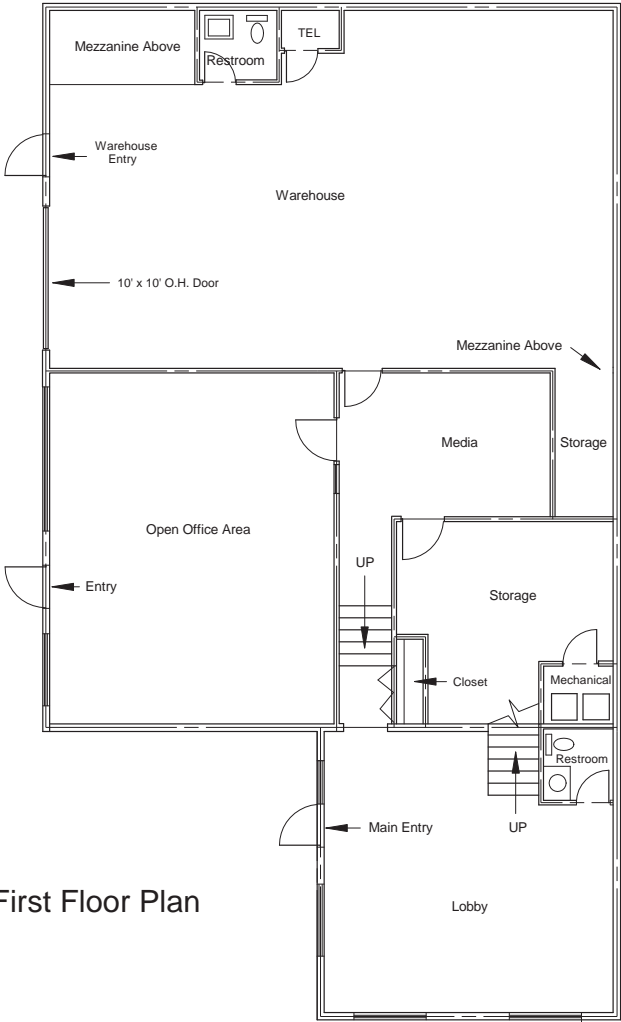 Mezzanine Above
TEL
Restroom
Warehouse
Entry
Warehouse
10' x 10' O.H. Door
Mezzanine Above
Media
Storage
Open Office Area
UP
Entry
Storage
Closet
Mechanical
Restroom
Main Entry
UP
First Floor Plan
Lobby